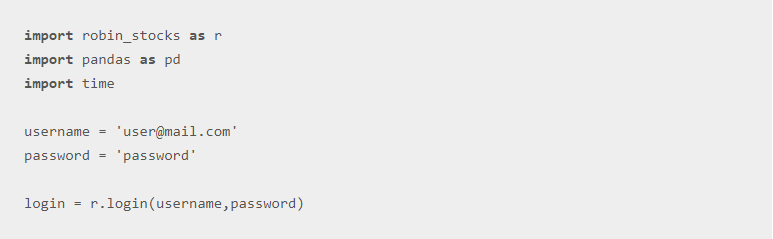 import robin_stocks as r
import pandas as pd
import time
username = 'user@mail.com'
password = 'password'
login = r.login(username,password)